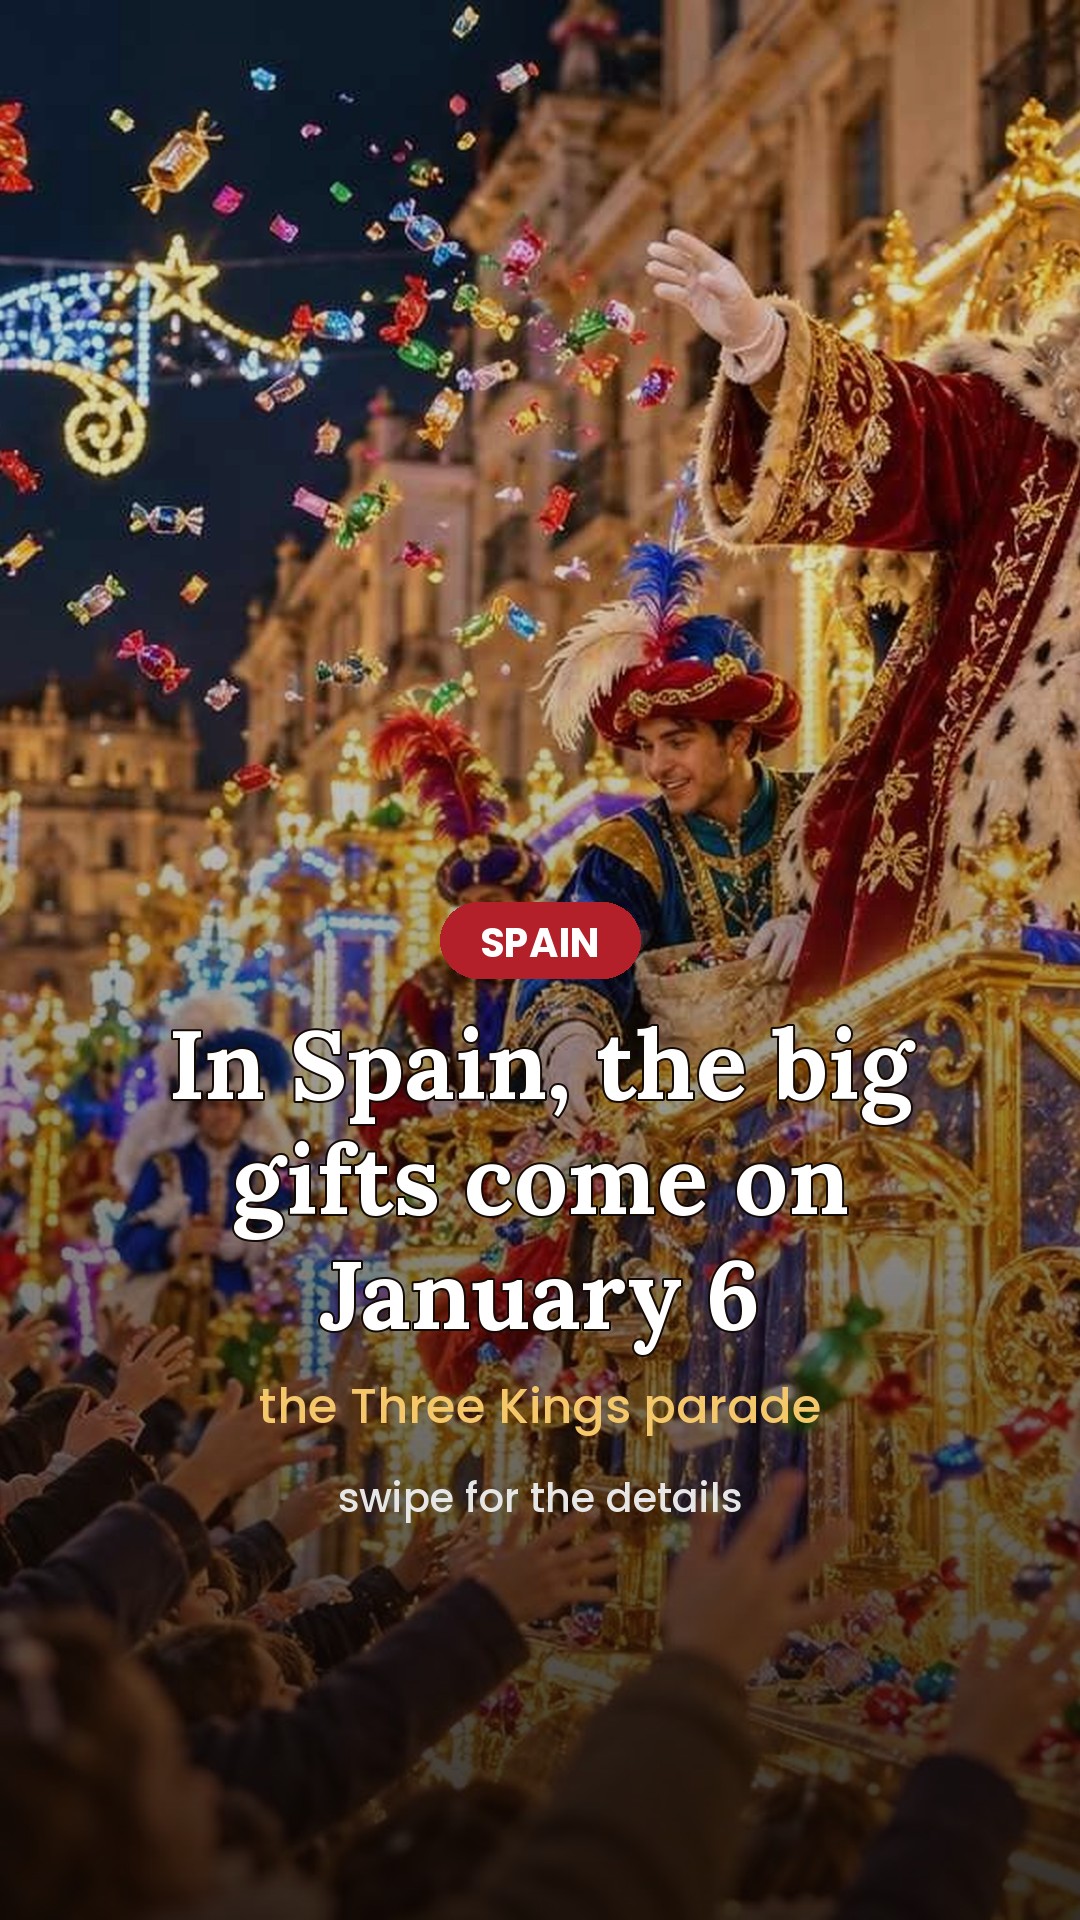 SPAIN
In Spain, the big
gifts come on
January 6
the Three Kings parade
swipe for the details